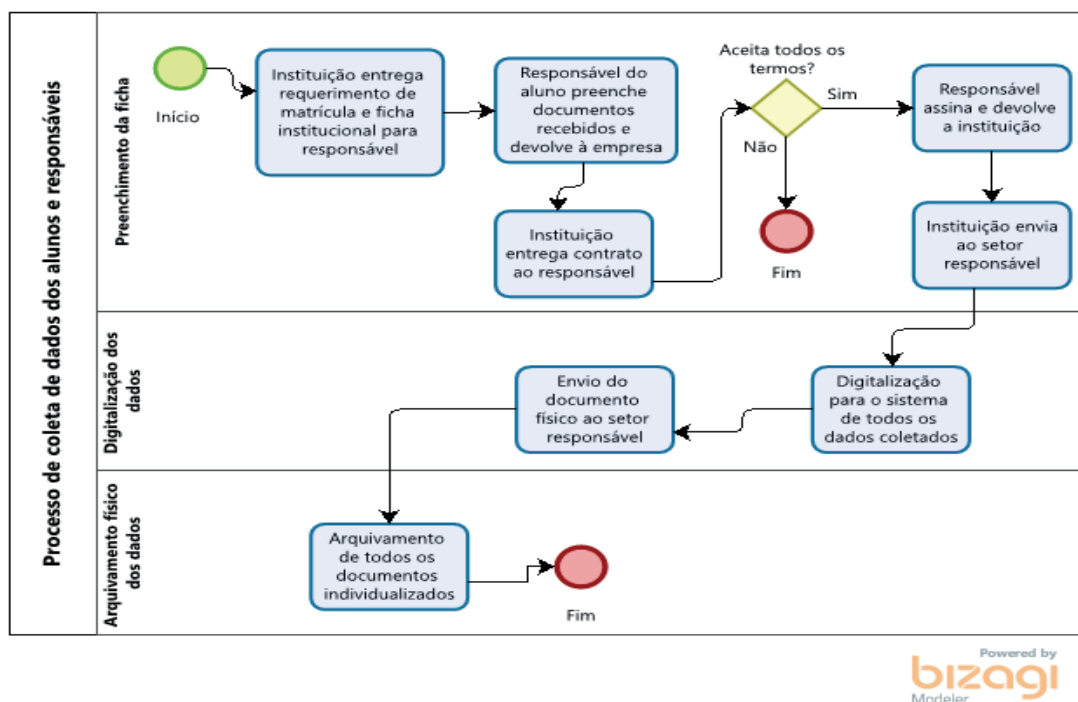 Processo de coleta de dados dos alunos e responsáveis
Preenchimento da ficha
Início
Instituição entrega
requerimento de
matrícula e ficha
institucional para
responsável
Responsável do
aluno preenche
documentos
recebidos e
devolve à empresa
Instituição
entrega contrato
ao responsável
Aceita todos os
termos?
Sim
Não
Fim
Responsável
assina e devolve
a instituição
Instituição envia
ao setor
responsável
Digitalização dos
dados
Envio do
documento
físico ao setor
responsável
Digitalização
para o sistema
de todos os
dados coletados
Arquivamento físico
dos dados
Arquivamento
de todos os
documentos
individualizados
Fim
Powered by
bizagi
Modeler